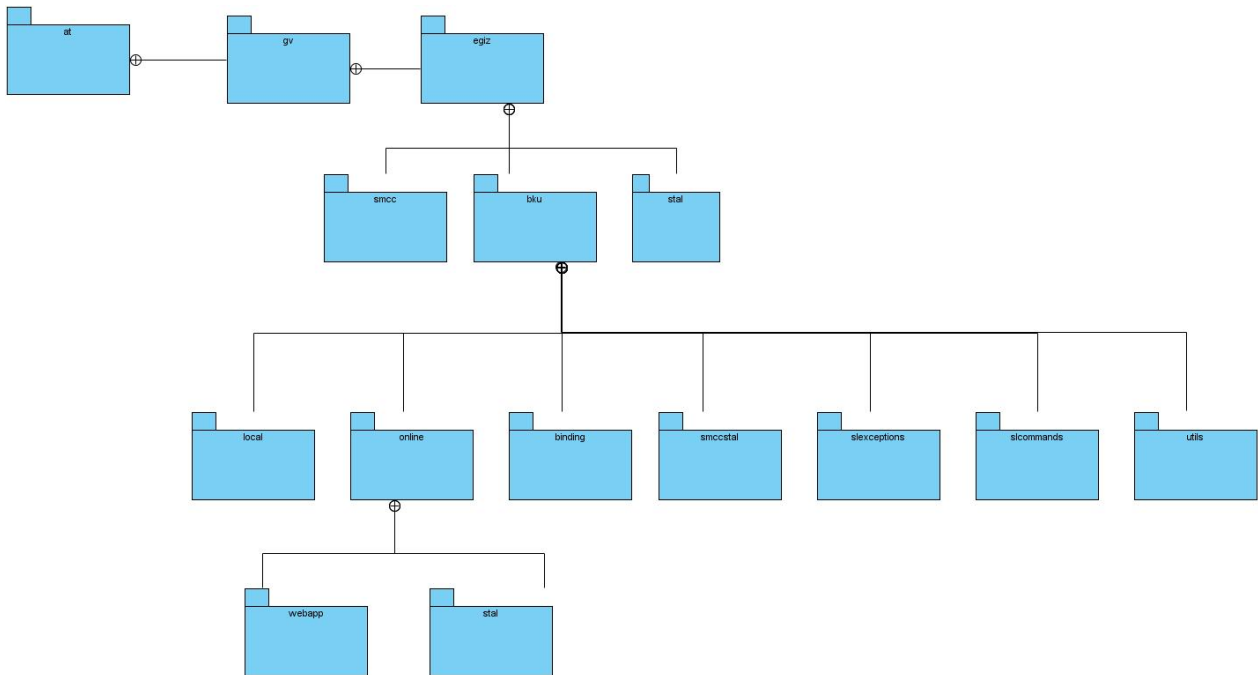 at
gv
egiz
smcc
bku
stal
local
online
binding
smccstal
slexceptions
slcommands
utils
webapp
stal